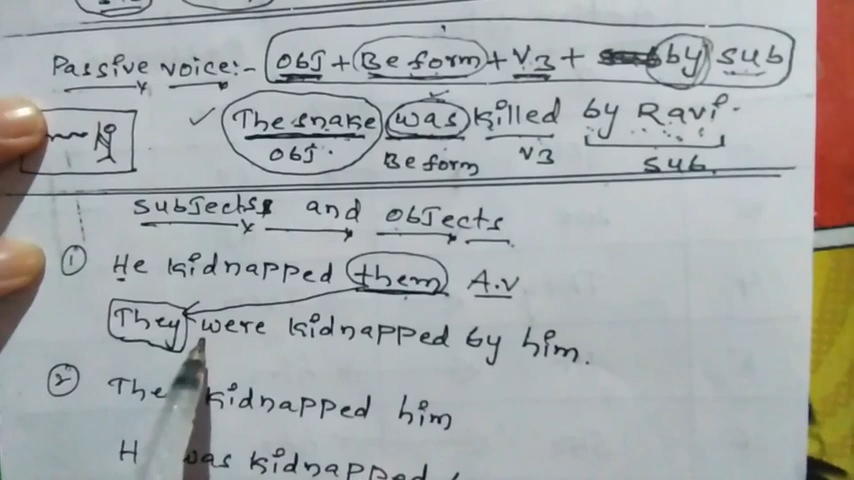 Passive voice:- Obj + Be form + V3 + by sub
The snake was killed by Ravi.
Obj. Be form V3 sub.
subjects and objects
① He kidnapped them A.V
They were kidnapped by him.
② The kidnapped him
H was kidnapped